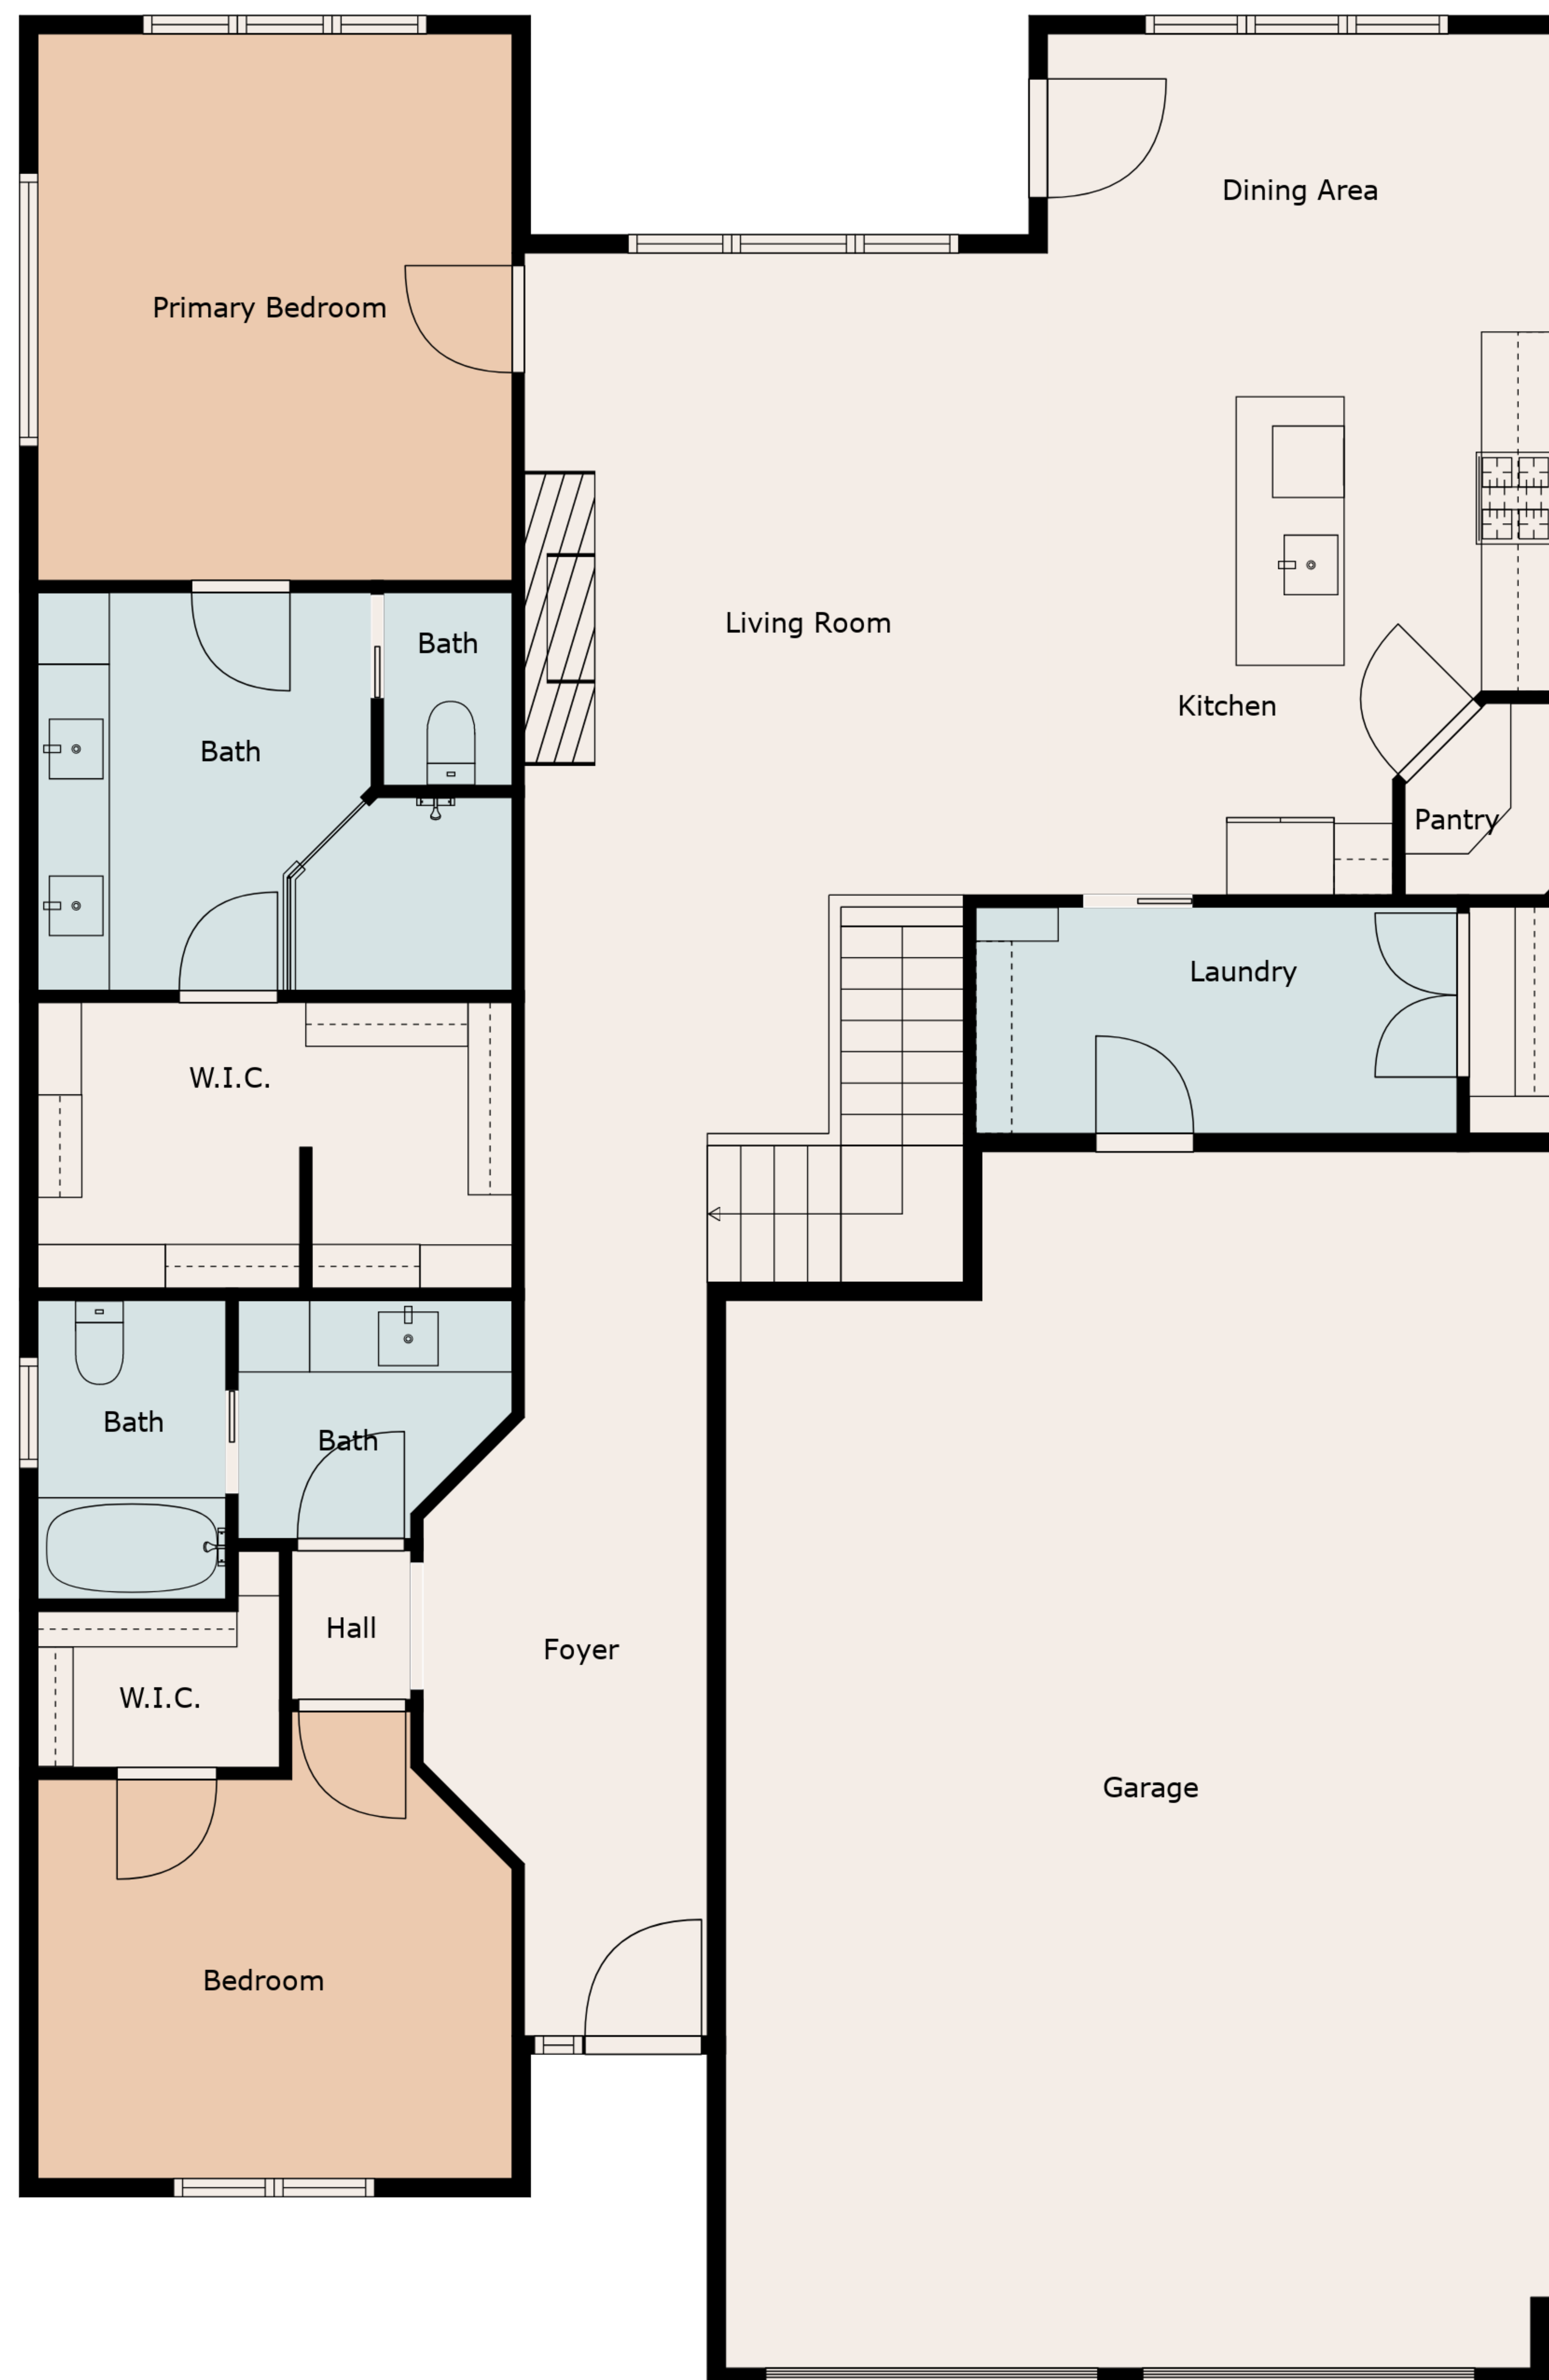 Dining Area
Primary Bedroom
Living Room
Bath
Kitchen
Bath
Pantry
Laundry
W.I.C.
Bath
Bath
Hall
Foyer
W.I.C.
Garage
Bedroom